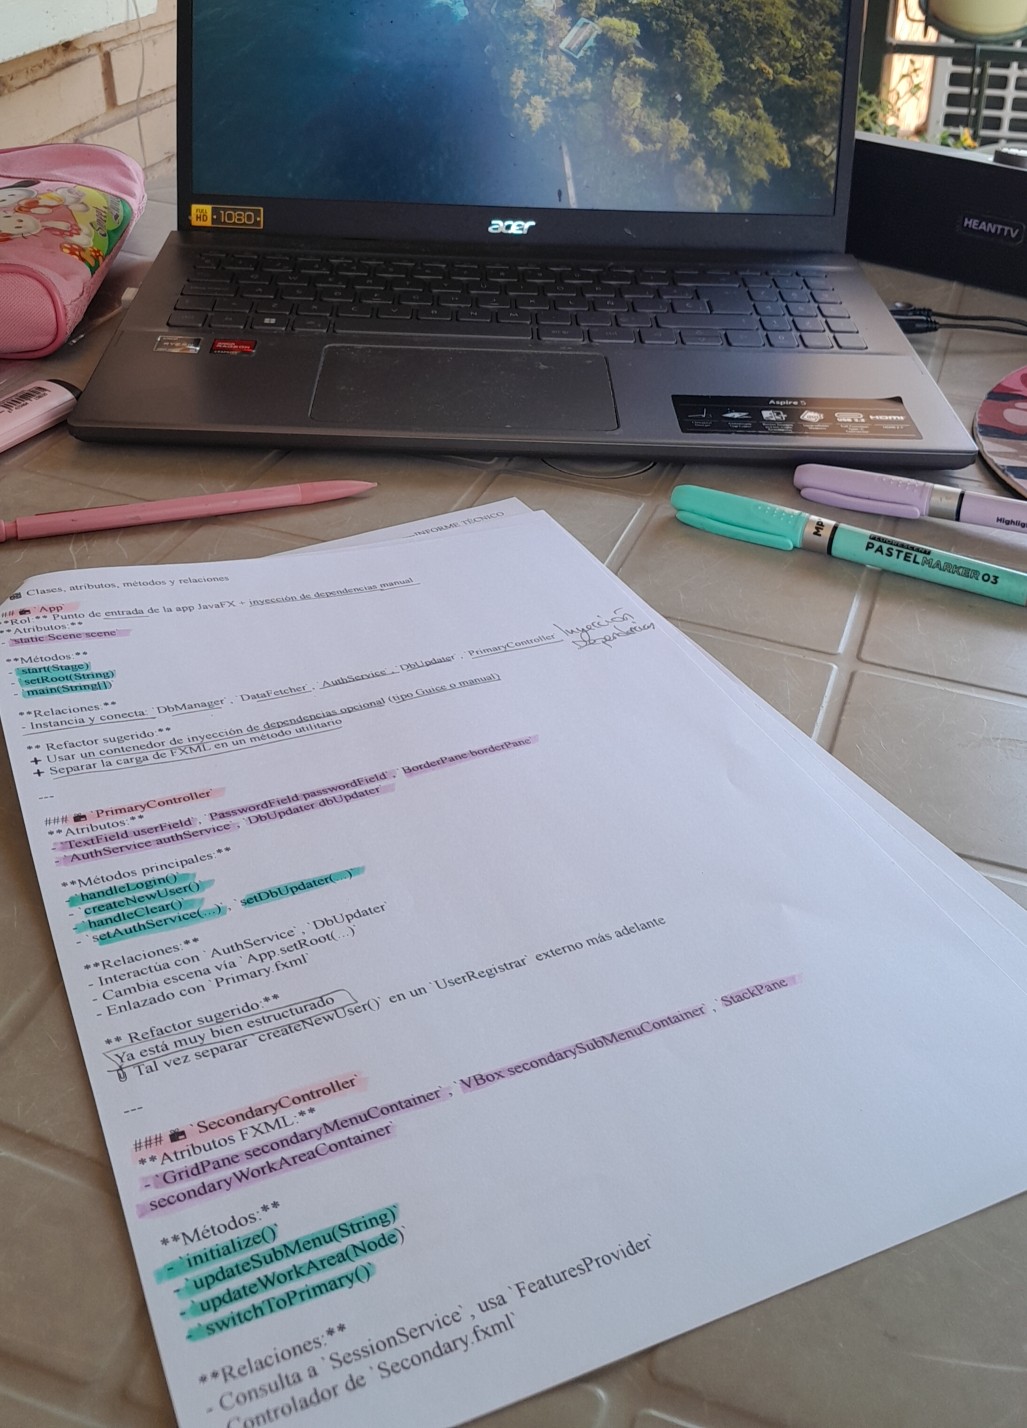 FULL HD 1080
acer
HEANTTV
Aspire 5
HDMI
Highlig
MP
PASTELMARKER 03
INFORME TÉCNICO
Clases, atributos, métodos y relaciones
### `App`
**Rol:** Punto de entrada de la app JavaFX + inyección de dependencias manual
**Atributos:**
- `static Scene scene`
**Métodos:**
- `start(Stage)`
- `setRoot(String)`
- `main(String[])`
**Relaciones:**
- Instancia y conecta: `DbManager`, `DataFetcher`, `AuthService`, `DbUpdater`, `PrimaryController`
Inyección
Dependencias
** Refactor sugerido:**
+ Usar un contenedor de inyección de dependencias opcional (tipo Guice o manual)
+ Separar la carga de FXML en un método utilitario
---
### `PrimaryController`
**Atributos:**
- `TextField userField`, `PasswordField passwordField`, `BorderPane borderPane`
- `AuthService authService`, `DbUpdater dbUpdater`
**Métodos principales:**
- `handleLogin()`
- `createNewUser()`
- `handleClear()`
- `setAuthService(...)`, `setDbUpdater(...)`
**Relaciones:**
- Interactúa con `AuthService`, `DbUpdater`
- Cambia escena vía `App.setRoot(...)`
- Enlazado con `Primary.fxml`
** Refactor sugerido:**
Ya está muy bien estructurado
Tal vez separar `createNewUser()` en un `UserRegistrar` externo más adelante
---
### `SecondaryController`
**Atributos FXML:**
- `GridPane secondaryMenuContainer`, `VBox secondarySubMenuContainer`, `StackPane
secondaryWorkAreaContainer`
**Métodos:**
- `initialize()`
- `updateSubMenu(String)`
- `updateWorkArea(Node)`
- `switchToPrimary()`
**Relaciones:**
- Consulta a `SessionService`, usa `FeaturesProvider`
- Controlador de `Secondary.fxml`